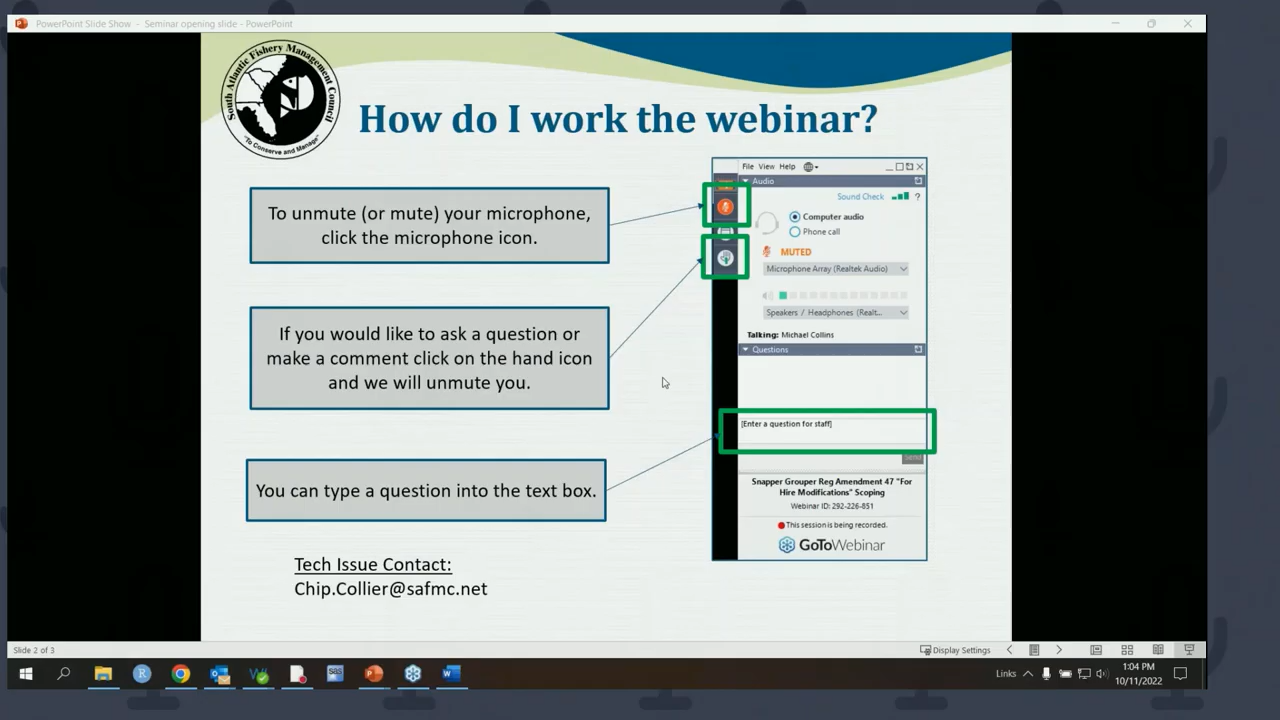 PowerPoint Slide Show - Seminar opening slide - PowerPoint
South Atlantic Fishery Management Council
"To Conserve and Manage"
How do I work the webinar?
To unmute (or mute) your microphone,
click the microphone icon.
If you would like to ask a question or
make a comment click on the hand icon
and we will unmute you.
You can type a question into the text box.
Tech Issue Contact:
Chip.Collier@safmc.net
File View Help
Audio
Sound Check ?
Computer audio
Phone call
MUTED
Microphone Array (Realtek Audio)
Speakers / Headphones (Realt...
Talking: Michael Collins
Questions
[Enter a question for staff]
Send
Snapper Grouper Reg Amendment 47 "For
Hire Modifications" Scoping
Webinar ID: 292-226-851
This session is being recorded.
GoToWebinar
Slide 2 of 3
Display Settings
Links
1:04 PM
10/11/2022